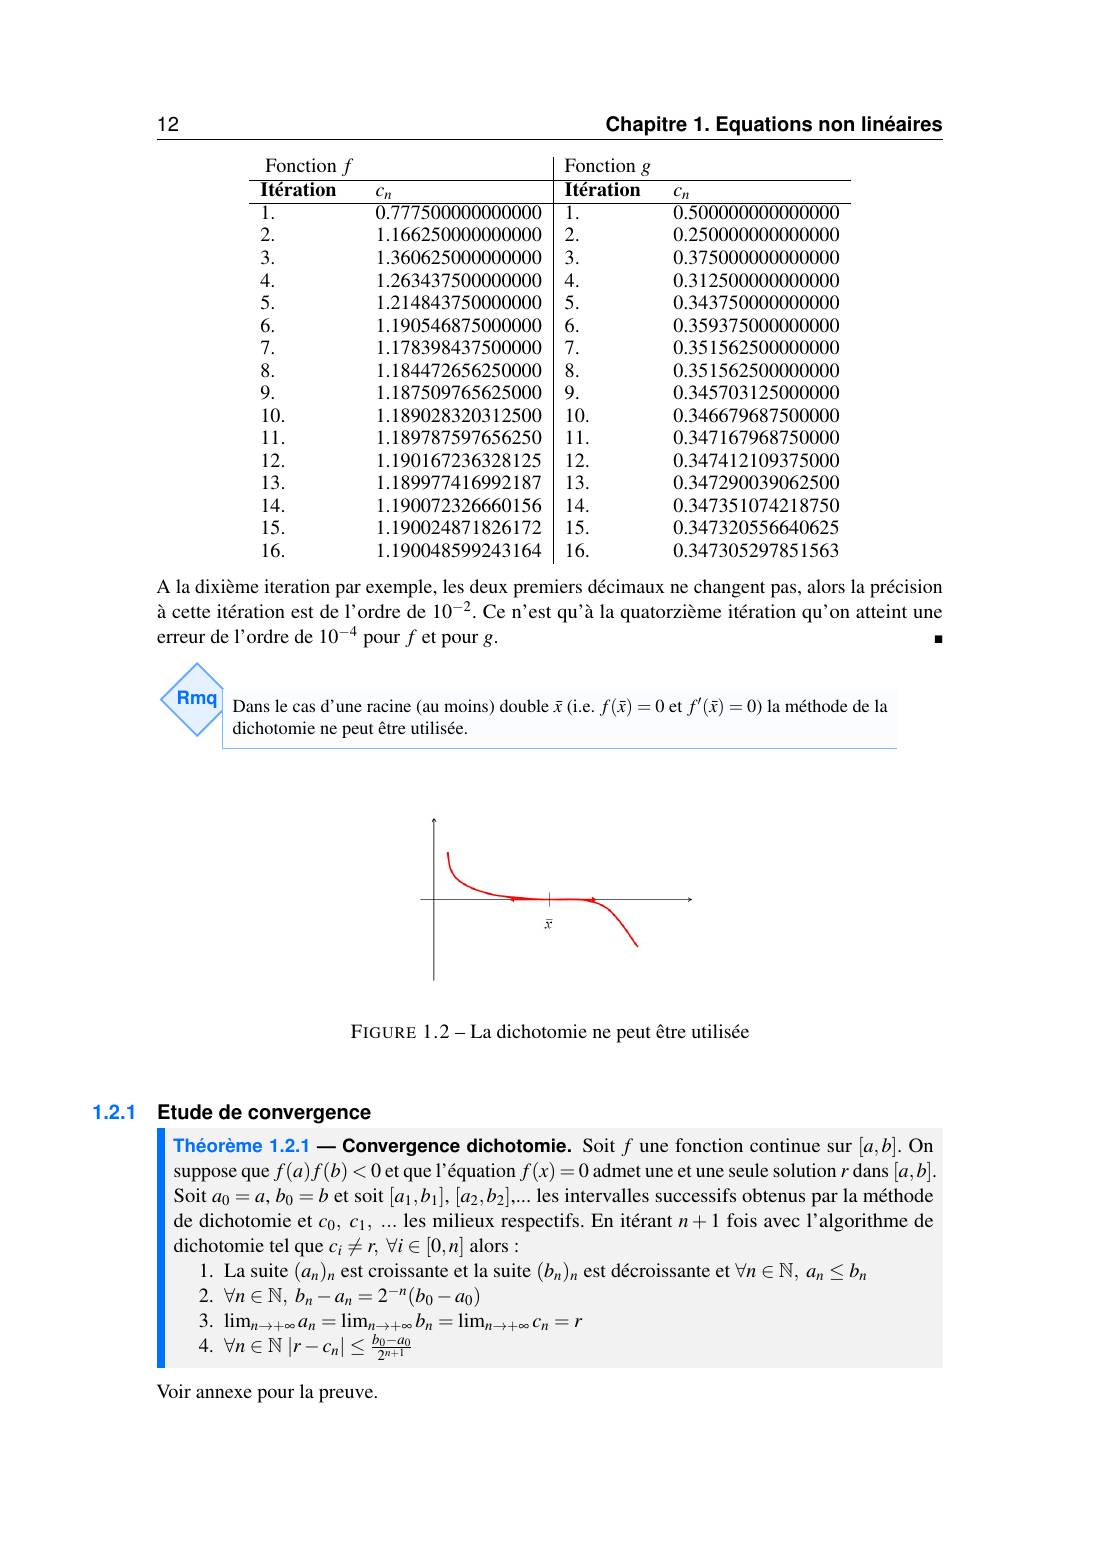 12 Chapitre 1. Equations non linéaires
Fonction f Fonction g
Itération c_n Itération c_n
1. 0.777500000000000 1. 0.500000000000000
2. 1.166250000000000 2. 0.250000000000000
3. 1.360625000000000 3. 0.375000000000000
4. 1.263437500000000 4. 0.312500000000000
5. 1.214843750000000 5. 0.343750000000000
6. 1.190546875000000 6. 0.359375000000000
7. 1.178398437500000 7. 0.351562500000000
8. 1.184472656250000 8. 0.351562500000000
9. 1.187509765625000 9. 0.345703125000000
10. 1.189028320312500 10. 0.346679687500000
11. 1.189787597656250 11. 0.347167968750000
12. 1.190167236328125 12. 0.347412109375000
13. 1.189977416992187 13. 0.347290039062500
14. 1.190072326660156 14. 0.347351074218750
15. 1.190024871826172 15. 0.347320556640625
16. 1.190048599243164 16. 0.347305297851563
A la dixième iteration par exemple, les deux premiers décimaux ne changent pas, alors la précision
à cette itération est de l'ordre de 10⁻². Ce n'est qu'à la quatorzième itération qu'on atteint une
erreur de l'ordre de 10⁻⁴ pour f et pour g. ■
Rmq
Dans le cas d'une racine (au moins) double x̄ (i.e. f(x̄) = 0 et f′(x̄) = 0) la méthode de la
dichotomie ne peut être utilisée.
x̄
FIGURE 1.2 – La dichotomie ne peut être utilisée
1.2.1 Etude de convergence
Théorème 1.2.1 — Convergence dichotomie. Soit f une fonction continue sur [a,b]. On
suppose que f(a)f(b) < 0 et que l'équation f(x) = 0 admet une et une seule solution r dans [a,b].
Soit a₀ = a, b₀ = b et soit [a₁,b₁], [a₂,b₂],... les intervalles successifs obtenus par la méthode
de dichotomie et c₀, c₁, ... les milieux respectifs. En itérant n + 1 fois avec l'algorithme de
dichotomie tel que c_i ≠ r, ∀i ∈ [0,n] alors :
1. La suite (a_n)_n est croissante et la suite (b_n)_n est décroissante et ∀n ∈ ℕ, a_n ≤ b_n
2. ∀n ∈ ℕ, b_n − a_n = 2⁻ⁿ(b₀ − a₀)
3. lim_{n→+∞} a_n = lim_{n→+∞} b_n = lim_{n→+∞} c_n = r
4. ∀n ∈ ℕ |r − c_n| ≤ \frac{b₀−a₀}{2^{n+1}}
Voir annexe pour la preuve.